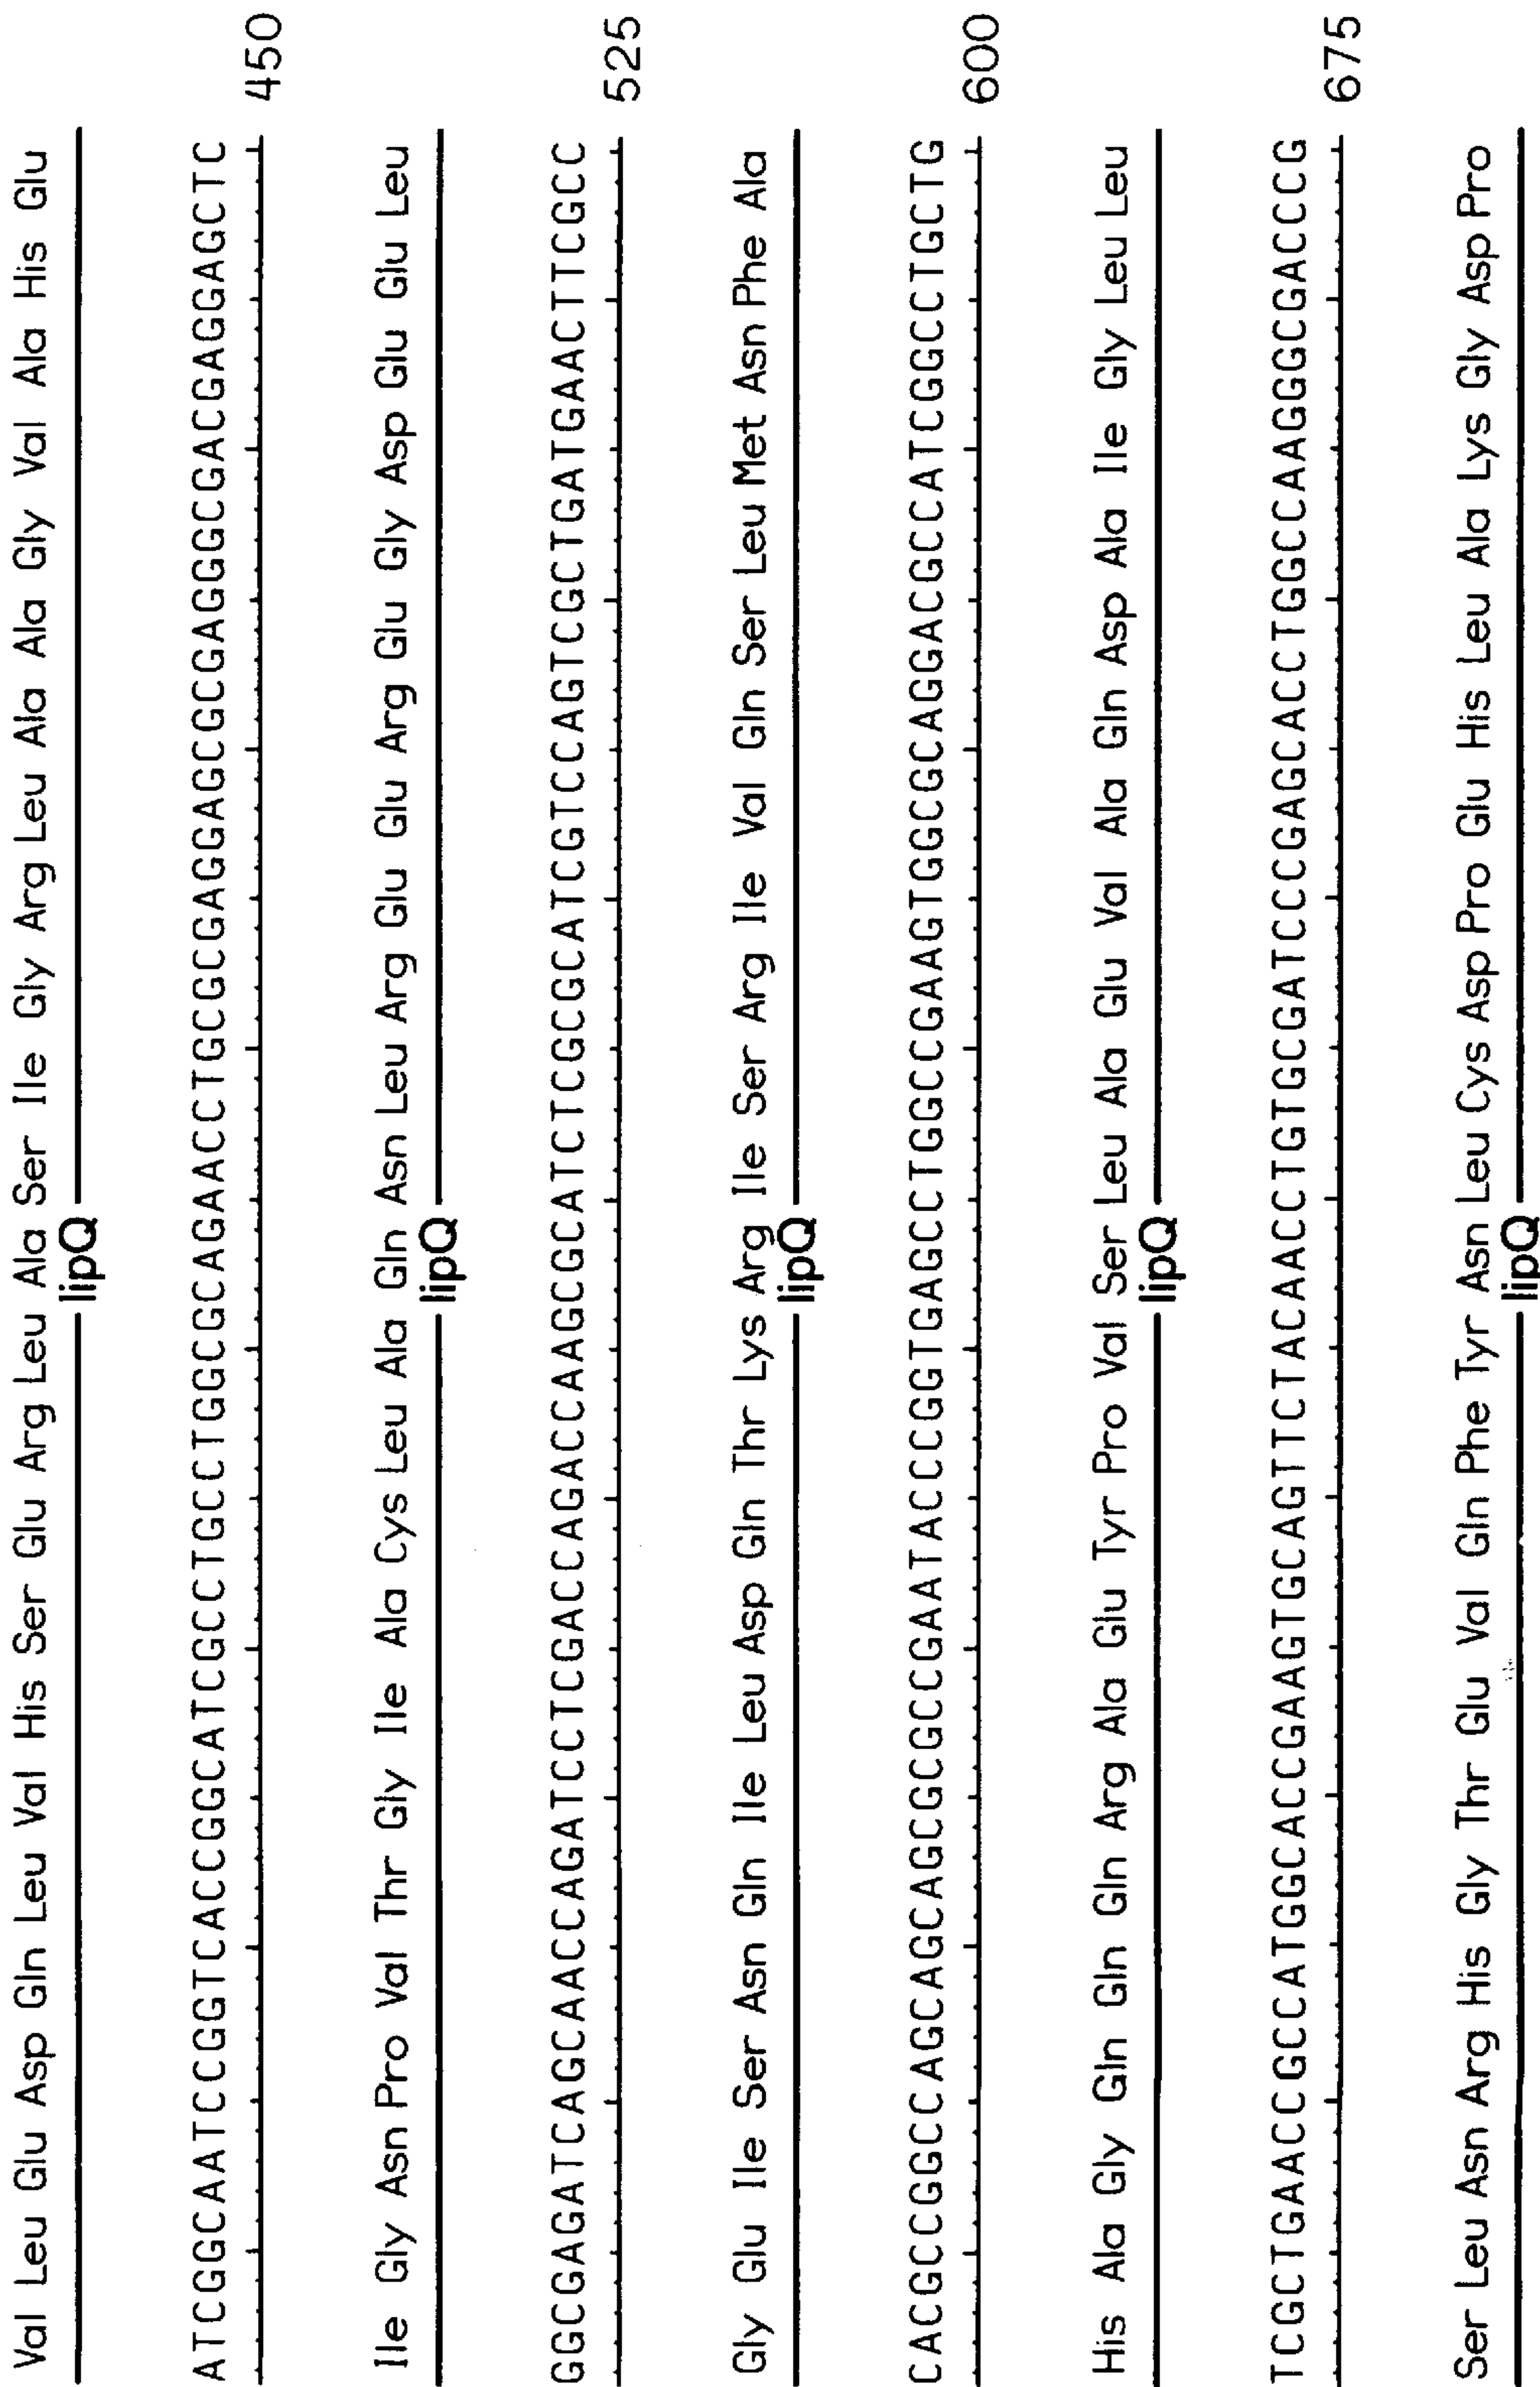 Val Leu Glu Asp Gln Leu Val His Ser Glu Arg Leu Ala Ser Ile Gly Arg Leu Ala Ala Gly Val Ala His Glu
lipQ
ATCGGCAATCCGGTCACCGGCATCGCCTGCCTGGCGCAGAACCTGCGCGAGGAGCGCGAGGGCGACGAGGAGCTC 450
Ile Gly Asn Pro Val Thr Gly Ile Ala Cys Leu Ala Gln Asn Leu Arg Glu Glu Arg Glu Gly Asp Glu Glu Leu
lipQ
GGCGAGATCAGCAACCAGATCCTCGACCAGACCAAGCGCATCTCGCGCATCGTCCAGTCGCTGATGAACTTCGCC 525
Gly Glu Ile Ser Asn Gln Ile Leu Asp Gln Thr Lys Arg Ile Ser Arg Ile Val Gln Ser Leu Met Asn Phe Ala
lipQ
CACGCCGGCCAGCAGCAGCGCGCCGAATACCCGGTGAGCCTGGCCGAAGTGGCGCAGGACGCCATCGGCCTGCTG 600
His Ala Gly Gln Gln Gln Arg Ala Glu Tyr Pro Val Ser Leu Ala Glu Val Ala Gln Asp Ala Ile Gly Leu Leu
lipQ
TCGCTGAACCGCCATGGCACCGAAGTGCAGTTCTACAACCTGTGCGATCCCGAGCACCTGGCCAAGGGCGACCCG 675
Ser Leu Asn Arg His Gly Thr Glu Val Gln Phe Tyr Asn Leu Cys Asp Pro Glu His Leu Ala Lys Gly Asp Pro
lipQ